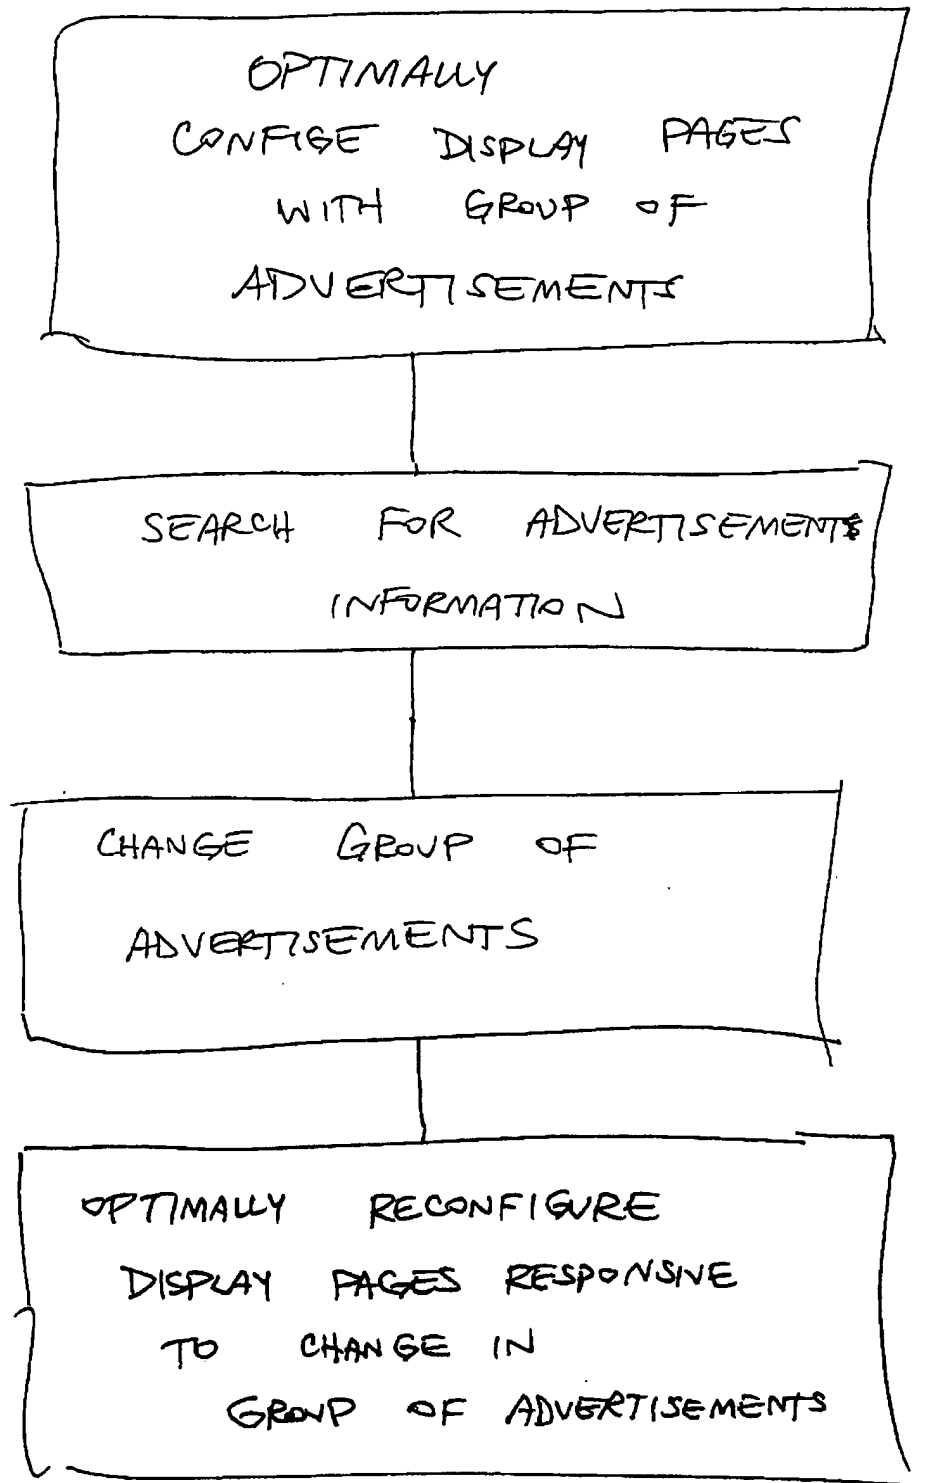 OPTIMALLY
CONFIGE DISPLAY PAGES
WITH GROUP OF
ADVERTISEMENTS
SEARCH FOR ADVERTISEMENTS
INFORMATION
CHANGE GROUP OF
ADVERTISEMENTS
OPTIMALLY RECONFIGURE
DISPLAY PAGES RESPONSIVE
TO CHANGE IN
GROUP OF ADVERTISEMENTS